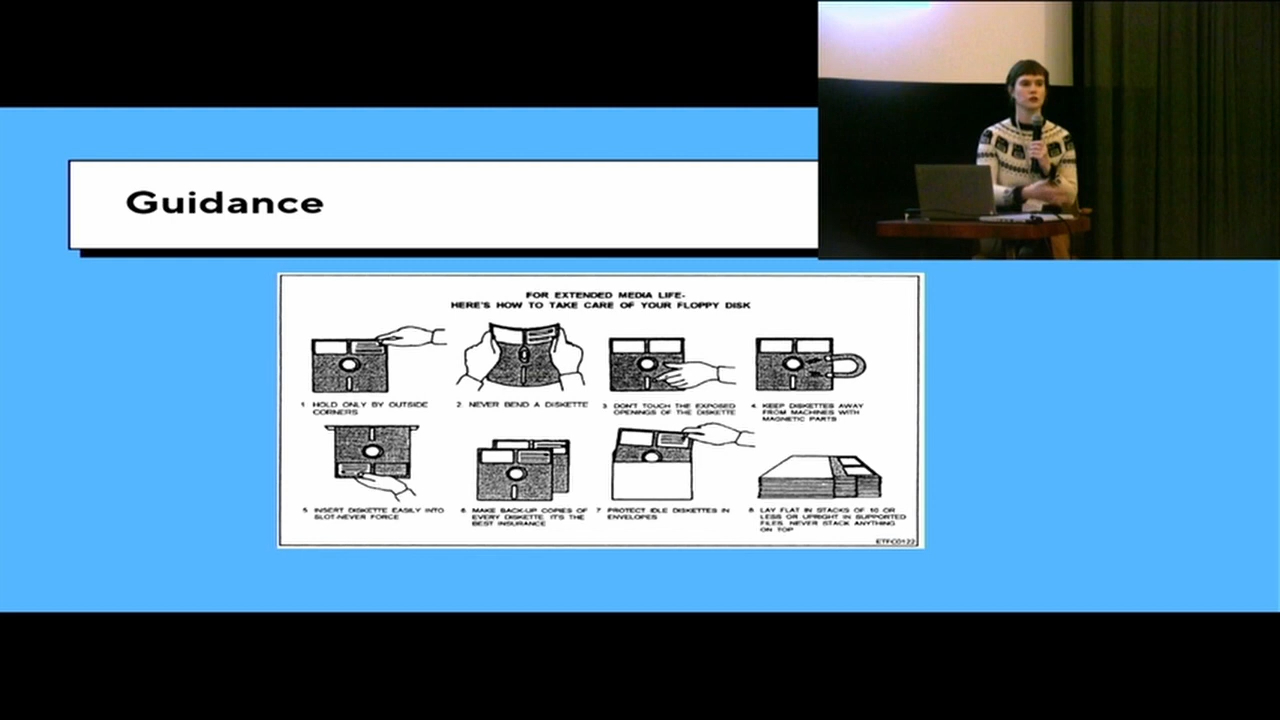 Guidance
FOR EXTENDED MEDIA LIFE-
HERE'S HOW TO TAKE CARE OF YOUR FLOPPY DISK
1 HOLD ONLY BY OUTSIDE
CORNERS
2. NEVER BEND A DISKETTE
3 DON'T TOUCH THE EXPOSED
OPENINGS OF THE DISKETTE
4. KEEP DISKETTES AWAY
FROM MACHINES WITH
MAGNETIC PARTS
5 INSERT DISKETTE EASILY INTO
SLOT-NEVER FORCE
6 MAKE BACK-UP COPIES OF
EVERY DISKETTE IT'S THE
BEST INSURANCE
7 PROTECT IDLE DISKETTES IN
ENVELOPES
8 LAY FLAT IN STACKS OF 10 OR
LESS OR UPRIGHT IN SUPPORTED
FILES. NEVER STACK ANYTHING
ON TOP
ETFC0122